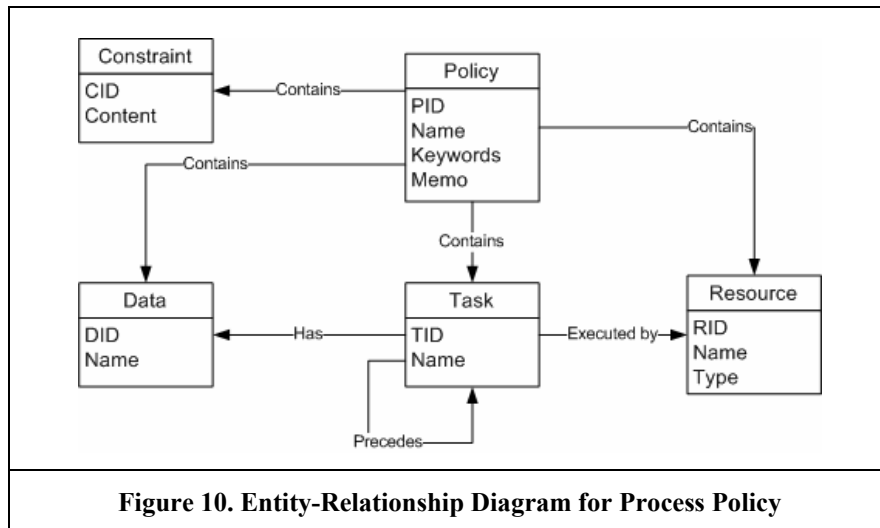 Constraint
CID
Content
Contains
Policy
PID
Name
Keywords
Memo
Contains
Contains
Contains
Data
DID
Name
Has
Task
TID
Name
Executed by
Resource
RID
Name
Type
Precedes
Figure 10. Entity-Relationship Diagram for Process Policy